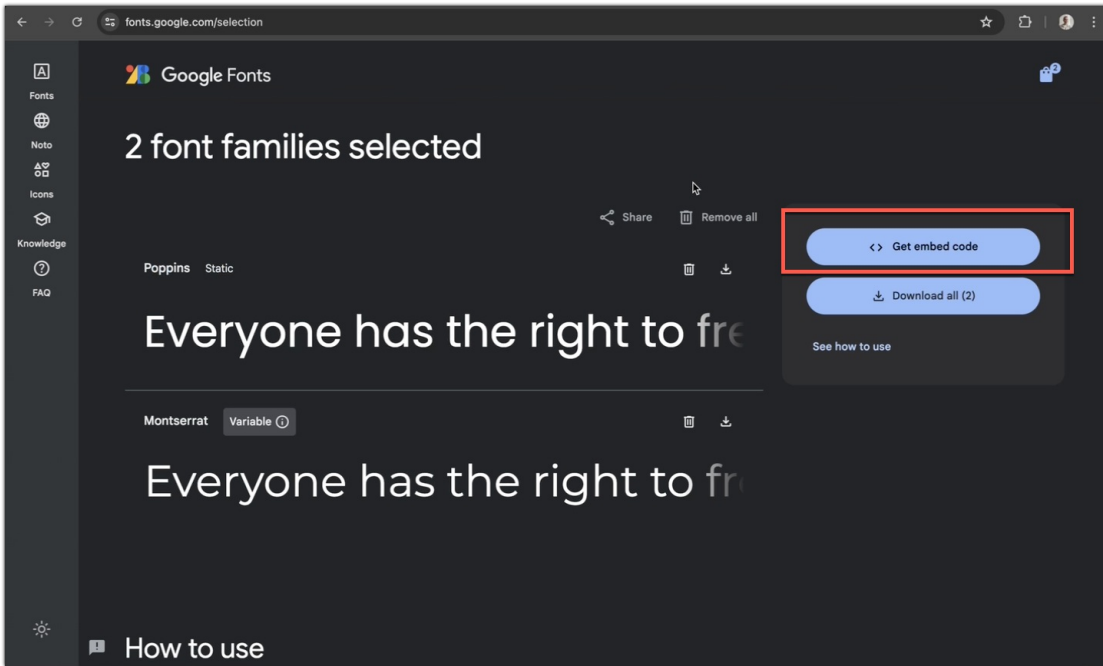 fonts.google.com/selection
A
Fonts
Noto
Icons
Knowledge
FAQ
Google Fonts
2
2 font families selected
Share Remove all
<> Get embed code
Download all (2)
See how to use
Poppins Static
Everyone has the right to fre
Montserrat Variable
Everyone has the right to fr
How to use